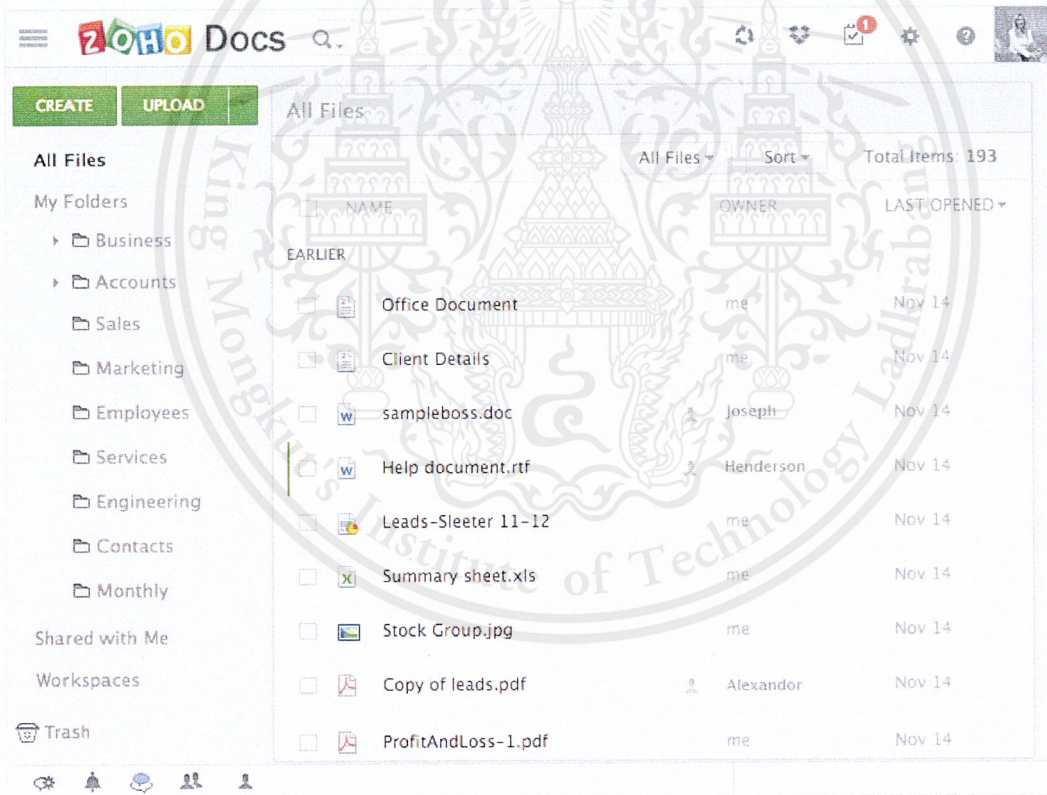 ZOHO Docs
1
CREATE UPLOAD
All Files
My Folders
Business
Accounts
Sales
Marketing
Employees
Services
Engineering
Contacts
Monthly
Shared with Me
Workspaces
Trash
All Files
All Files Sort Total Items: 193
NAME OWNER LAST OPENED
EARLIER
Office Document me Nov 14
Client Details me Nov 14
sampleboss.doc Joseph Nov 14
Help document.rtf Henderson Nov 14
Leads-Sleeter 11-12 me Nov 14
Summary sheet.xls me Nov 14
Stock Group.jpg me Nov 14
Copy of leads.pdf Alexandor Nov 14
ProfitAndLoss-1.pdf me Nov 14
King Mongkut's Institute of Technology Ladkrabang